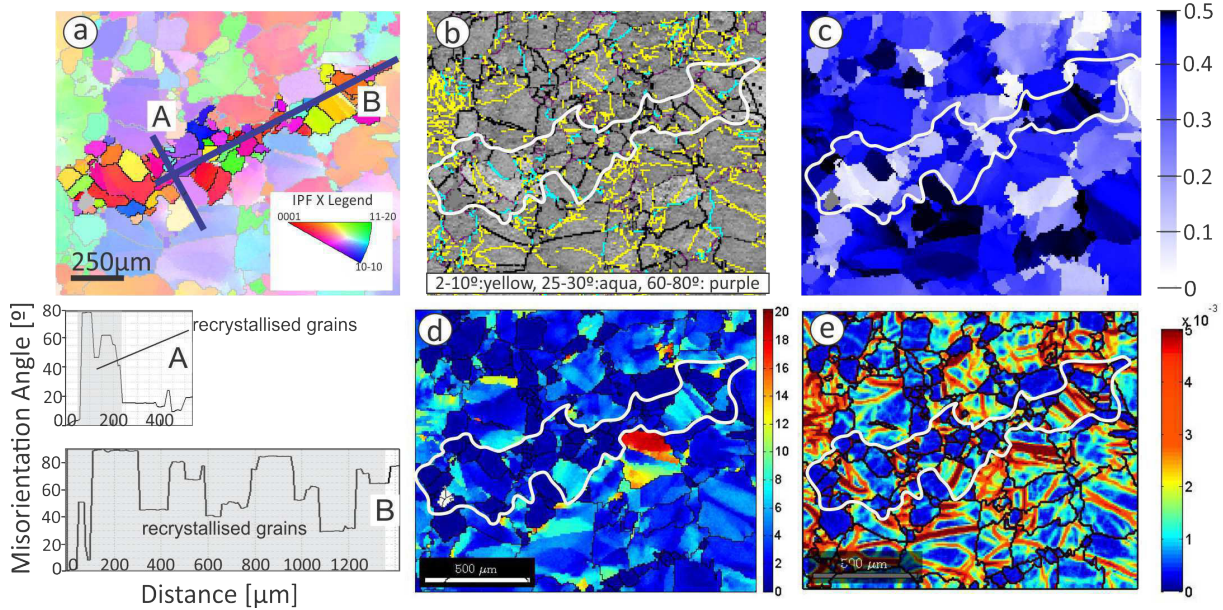 a
A
B
IPF X Legend
0001
11-20
10-10
250µm
b
2-10º:yellow, 25-30º:aqua, 60-80º: purple
c
0.5
0.4
0.3
0.2
0.1
0
Misorientation Angle [º]
80
60
40
20
0
200
400
recrystallised grains
A
80
60
40
20
0
0
200
400
600
800
1000
1200
recrystallised grains
B
Distance [µm]
d
500 µm
20
18
16
14
12
10
8
6
4
2
0
e
500 µm
x 10⁻³
5
4
3
2
1
0